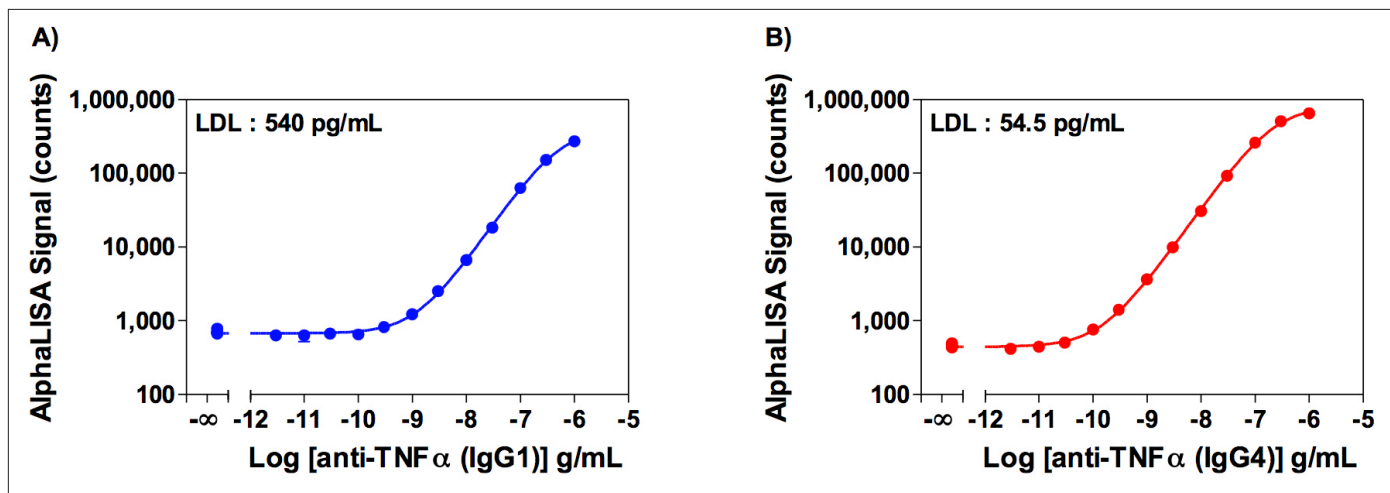 A)
LDL : 540 pg/mL
AlphaLISA Signal (counts)
1,000,000
100,000
10,000
1,000
100
-∞ -12 -11 -10 -9 -8 -7 -6 -5
Log [anti-TNFα (IgG1)] g/mL
B)
LDL : 54.5 pg/mL
AlphaLISA Signal (counts)
1,000,000
100,000
10,000
1,000
100
-∞ -12 -11 -10 -9 -8 -7 -6 -5
Log [anti-TNFα (IgG4)] g/mL